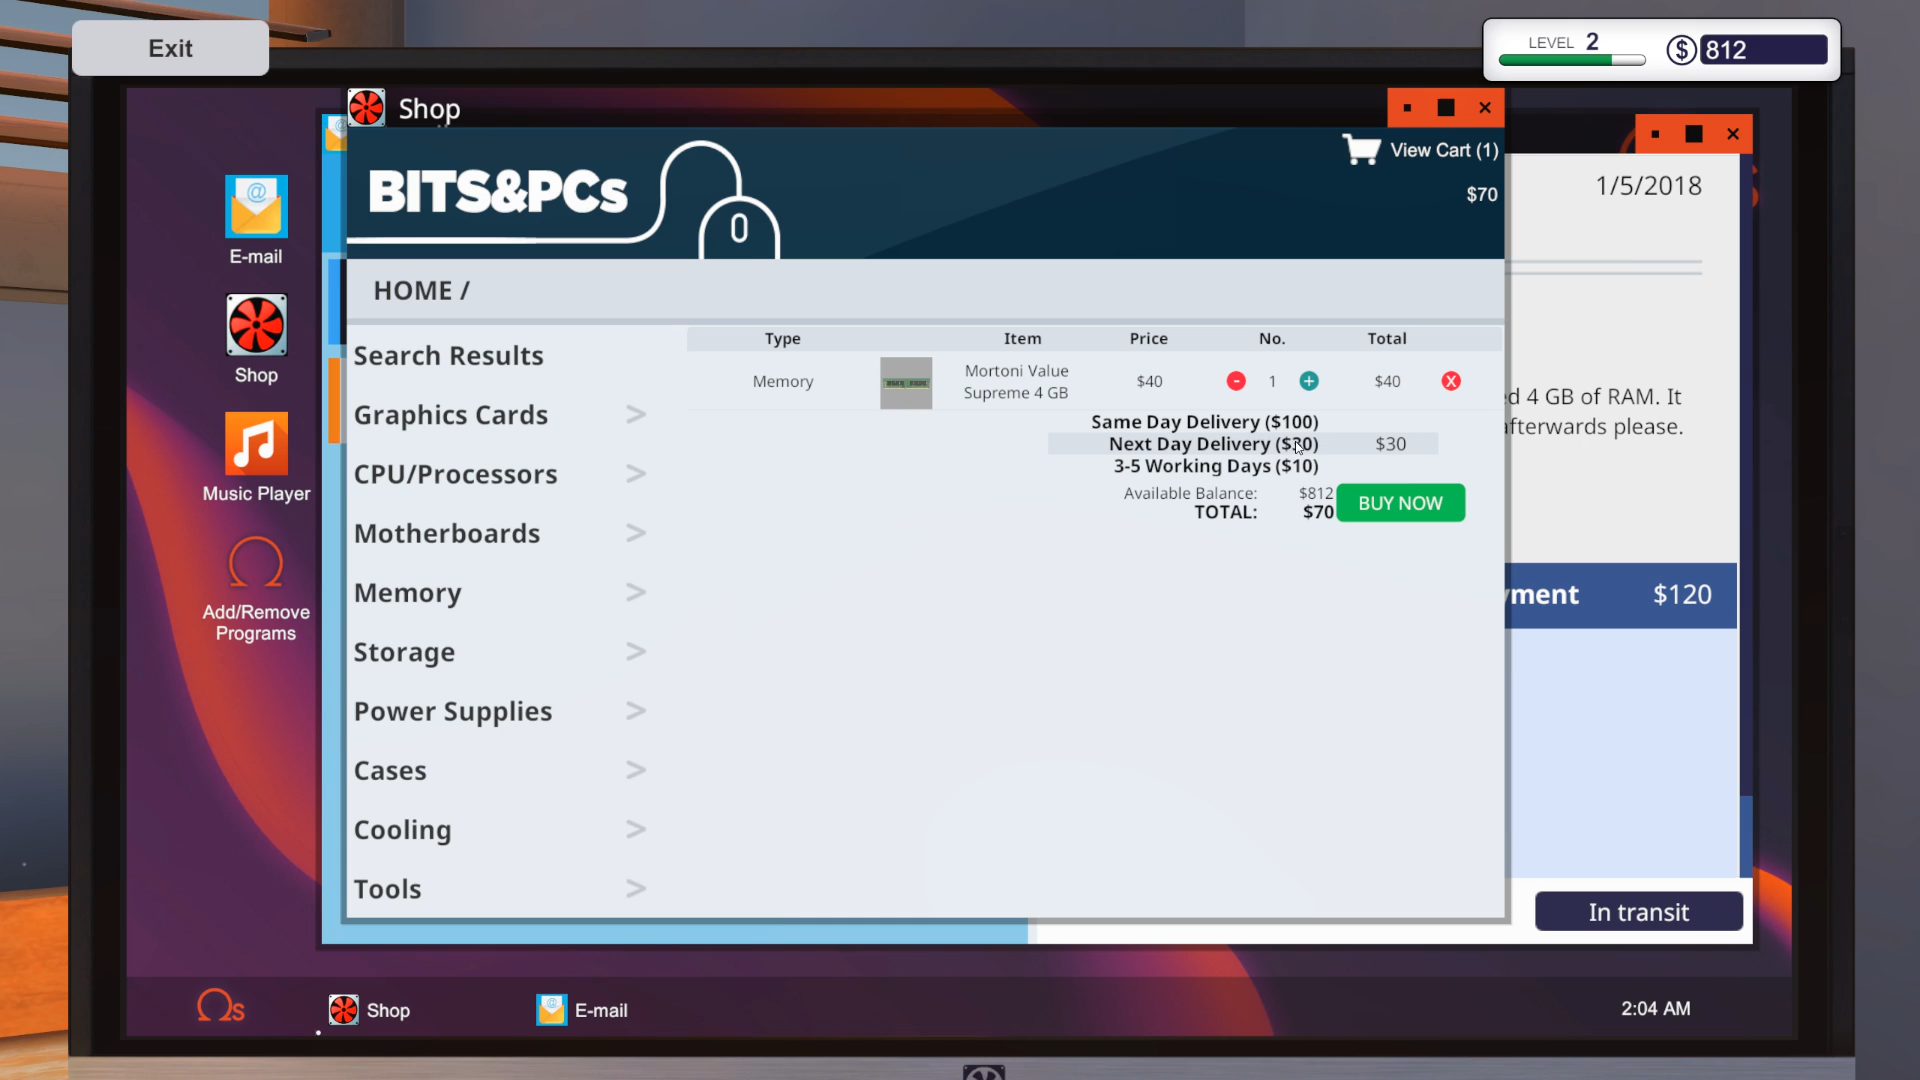 Exit
LEVEL 2
$ 812
Shop
BITS&PCs
View Cart (1)
$70
1/5/2018
HOME /
Search Results
Graphics Cards >
CPU/Processors >
Motherboards >
Memory >
Storage >
Power Supplies >
Cases >
Cooling >
Tools >
Type Item Price No. Total
Memory Mortoni Value Supreme 4 GB $40 - 1 + $40 X
Same Day Delivery ($100)
Next Day Delivery ($30) $30
3-5 Working Days ($10)
Available Balance: $812
TOTAL: $70
BUY NOW
d 4 GB of RAM. It
fterwards please.
yment $120
In transit
E-mail
Shop
Music Player
Ω
Add/Remove
Programs
Ωs
Shop
E-mail
2:04 AM